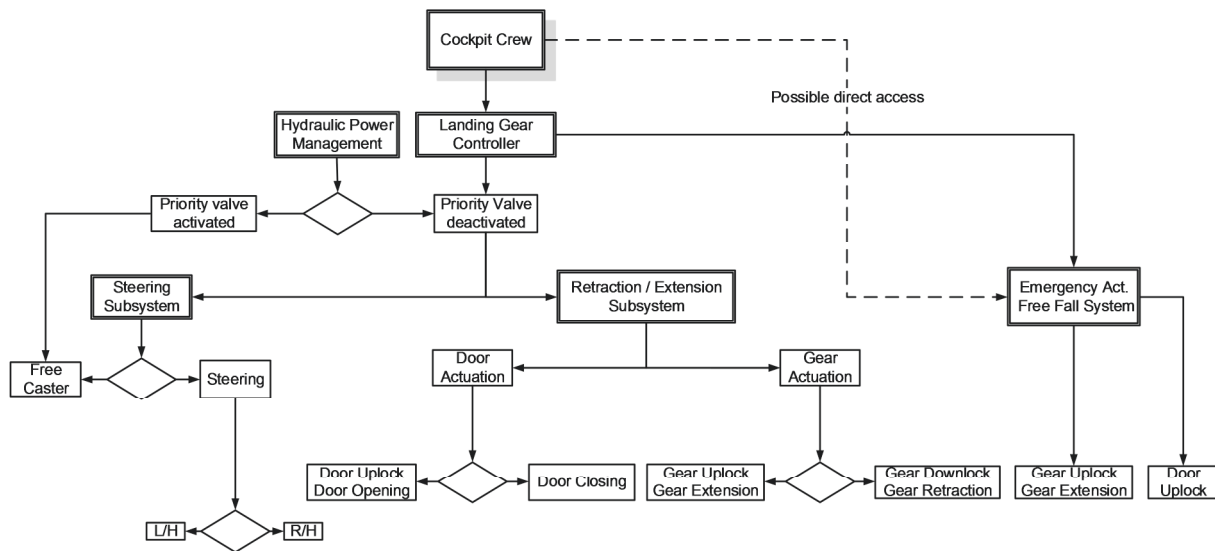 Cockpit Crew
Possible direct access
Hydraulic Power
Management
Landing Gear
Controller
Priority valve
activated
Priority Valve
deactivated
Steering
Subsystem
Retraction / Extension
Subsystem
Emergency Act.
Free Fall System
Free
Caster
Steering
Door
Actuation
Gear
Actuation
Door Uplock
Door Opening
Door Closing
Gear Uplock
Gear Extension
Gear Downlock
Gear Retraction
Gear Uplock
Gear Extension
Door
Uplock
L/H
R/H